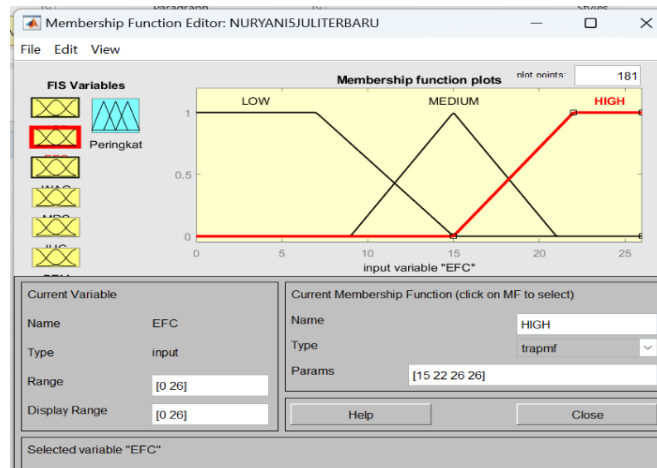 Paragraph
Styles
Membership Function Editor: NURYANI5JULITERBARU
File Edit View
FIS Variables
Membership function plots
plot points:
181
Peringkat
LOW
MEDIUM
HIGH
1
0.5
0
0 5 10 15 20 25
input variable "EFC"
Current Variable
Name EFC
Type input
Range [0 26]
Display Range [0 26]
Current Membership Function (click on MF to select)
Name HIGH
Type trapmf
Params [15 22 26 26]
Help Close
Selected variable "EFC"